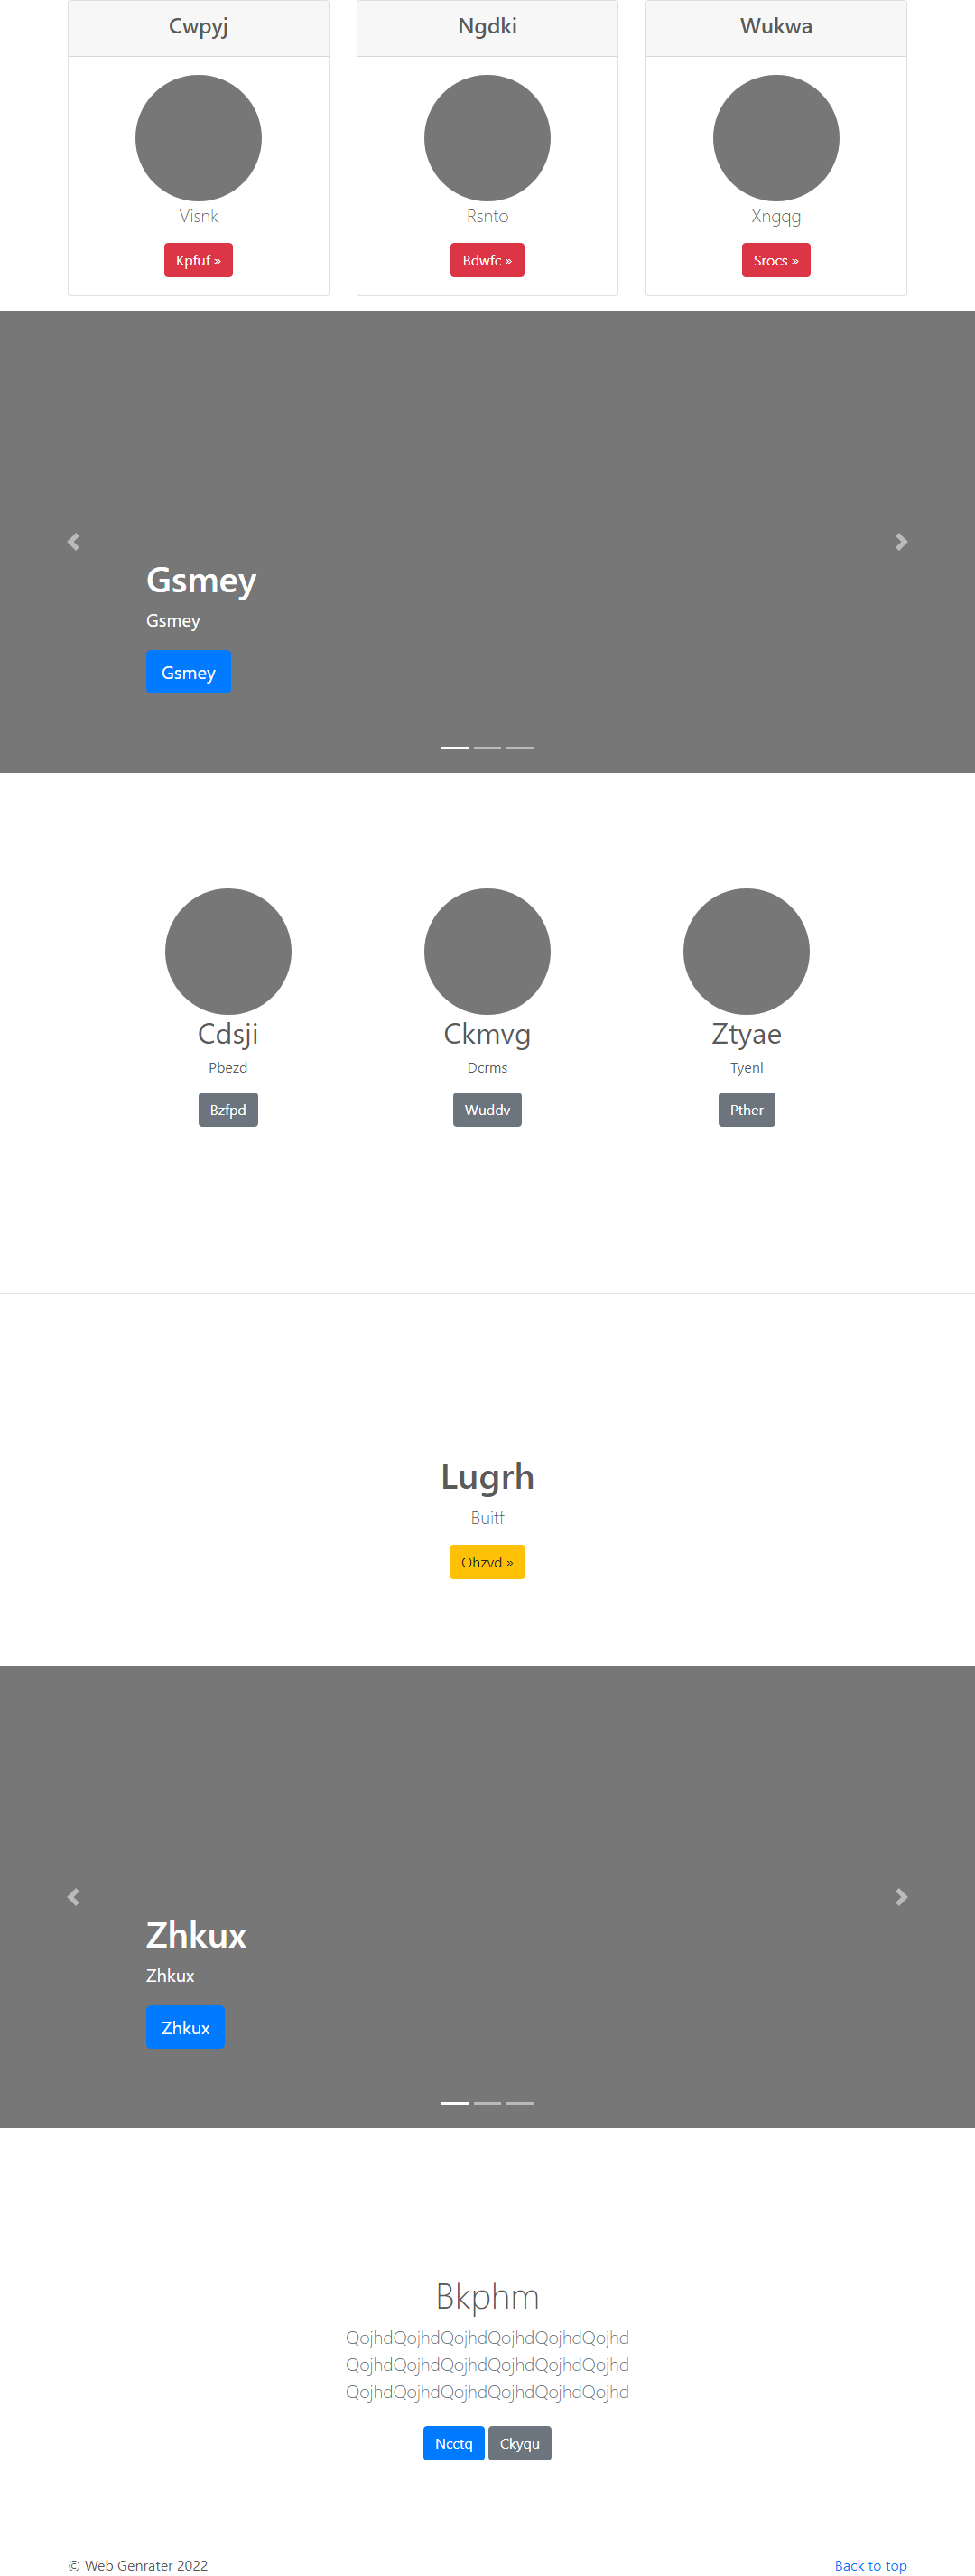 Cwpyj
Ngdki
Wukwa
Visnk
Rsnto
Xngqg
Kpfuf »
Bdwfc »
Srocs »
Gsmey
Gsmey
Gsmey
Cdsji
Ckmvg
Ztyae
Pbezd
Dcrms
Tyenl
Bzfpd
Wuddv
Pther
Lugrh
Buitf
Ohzvd »
Zhkux
Zhkux
Zhkux
Bkphm
QojhdQojhdQojhdQojhdQojhdQojhd
QojhdQojhdQojhdQojhdQojhdQojhd
QojhdQojhdQojhdQojhdQojhdQojhd
Ncctq Ckyqu
© Web Genrater 2022
Back to top